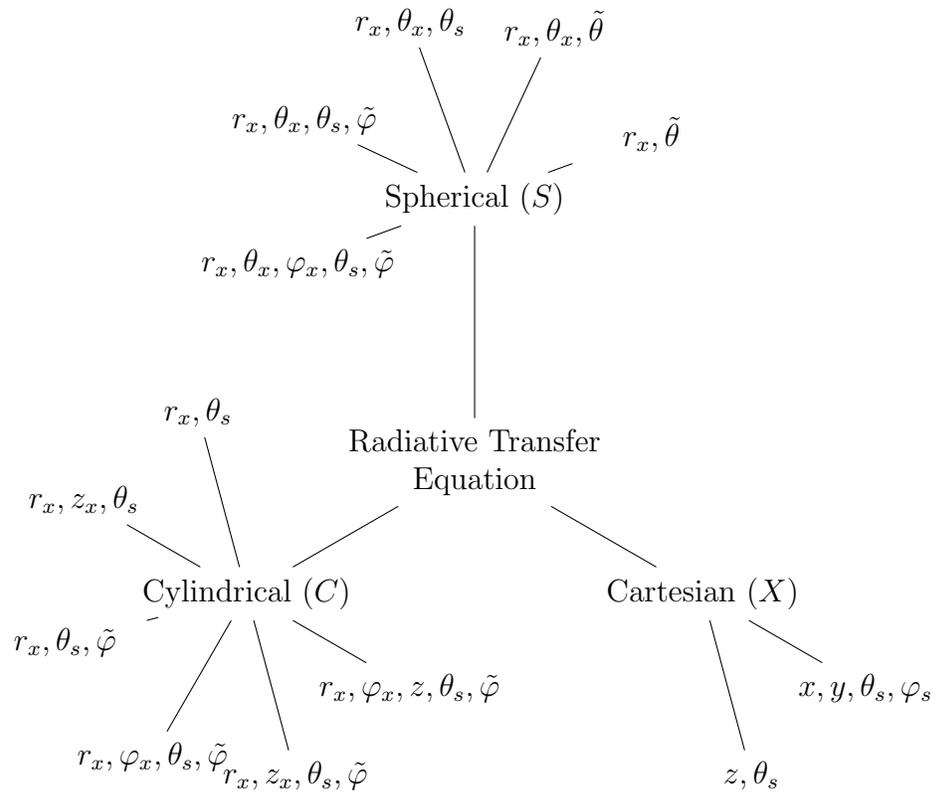 r_x, θ_x, θ_s
r_x, θ_x, θ̃
r_x, θ_x, θ_s, φ̃
r_x, θ̃
Spherical (S)
r_x, θ_x, φ_x, θ_s, φ̃
r_x, θ_s
Radiative Transfer
Equation
r_x, z_x, θ_s
Cylindrical (C)
Cartesian (X)
r_x, θ_s, φ̃
r_x, φ_x, z, θ_s, φ̃
x, y, θ_s, φ_s
r_x, φ_x, θ_s, φ̃
r_x, z_x, θ_s, φ̃
z, θ_s